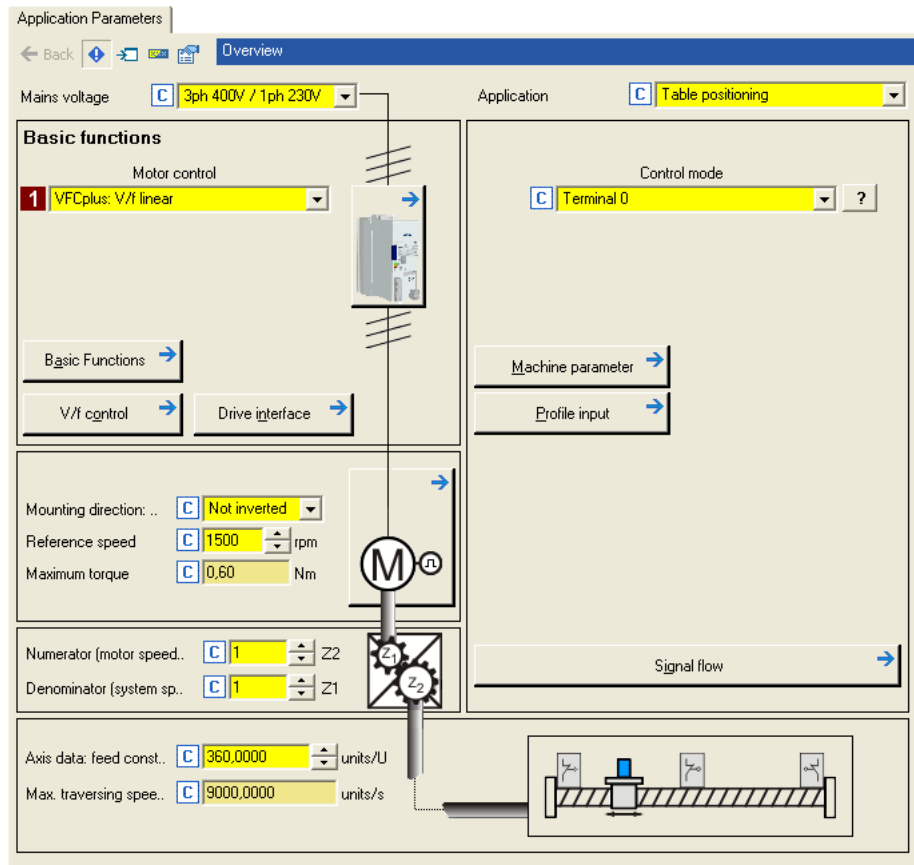 Application Parameters
Back
Overview
Mains voltage C 3ph 400V / 1ph 230V
Application C Table positioning
Basic functions
Motor control
1 VFCplus: V/f linear
Control mode
C Terminal 0 ?
Basic Functions
V/f control
Drive interface
Machine parameter
Profile input
Mounting direction: .. C Not inverted
Reference speed C 1500 rpm
Maximum torque C 0,60 Nm
M
Numerator (motor speed.. C 1 Z2
Denominator (system sp.. C 1 Z1
Z1
Z2
Signal flow
Axis data: feed const.. C 360,0000 units/U
Max. traversing spee.. C 9000,0000 units/s